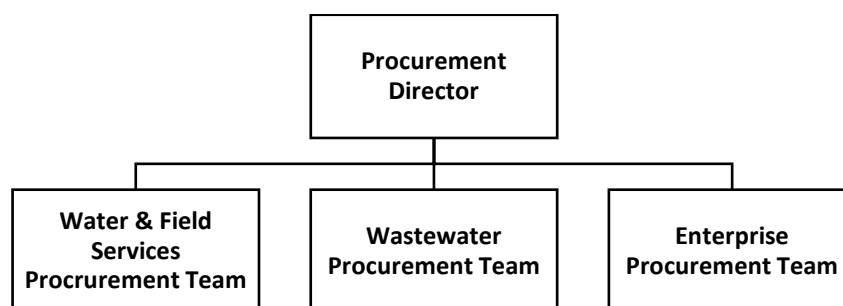 Procurement
Director
Water & Field
Services
Procrurement Team
Wastewater
Procurement Team
Enterprise
Procurement Team